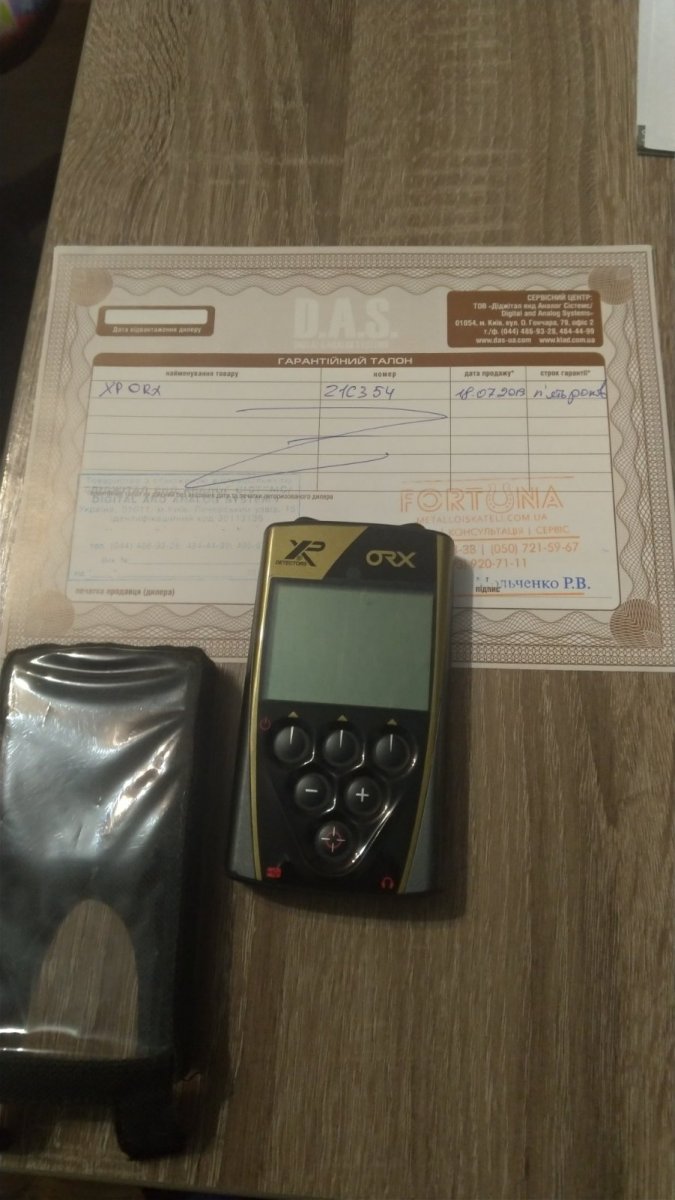 D.A.S.
Дата відвантаження дилеру
СЕРВІСНИЙ ЦЕНТР:
ТОВ «Діджітал енд Аналог Сістемс/
Digital and Analog Systems»
01054, м. Київ, вул. О. Гончара, 79, офіс 2
т./ф. (044) 465-93-28, 484-44-99
www.das-ua.com www.klad.com.ua
ГАРАНТІЙНИЙ ТАЛОН
найменування товару номер дата продажу* строк гарантії*
XP ORX 21C354 18.07.2019 п'ять років
FORTUNA
METALLOISKATELI.COM.UA
КОНСУЛЬТАЦІЯ | СЕРВІС
(050) 721-59-67
920-71-11
льченко Р.В.
печатка продавця (дилера) підпис
XP
DETECTORS
ORX